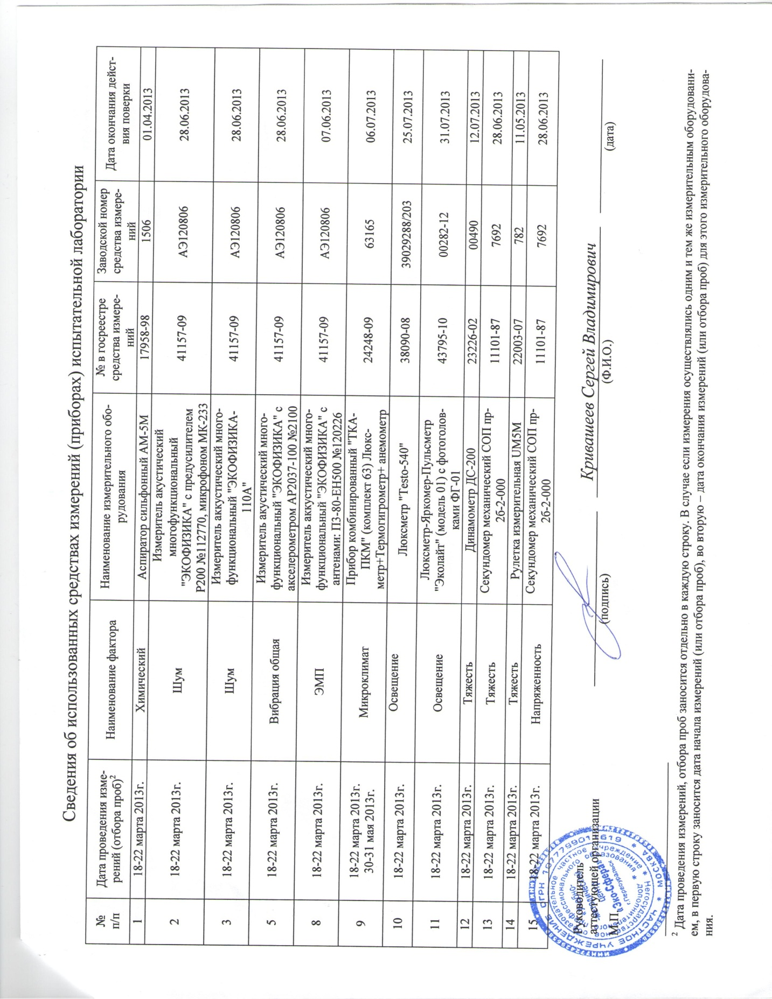 Сведения об использованных средствах измерений (приборах) испытательной лаборатории
№ п/п | Дата проведения изме-рений (отбора проб)2 | Наименование фактора | Наименование измерительного обо-рудования | № в госреестре средства измере-ний | Заводской номер средства измере-ний | Дата окончания дейст-вия поверки
1 | 18-22 марта 2013г. | Химический | Аспиратор сильфонный АМ-5М | 17958-98 | 1506 | 01.04.2013
2 | 18-22 марта 2013г. | Шум | Измеритель акустический многофункциональный "ЭКОФИЗИКА" с предусилителем Р200 №112770, микрофоном МК-233 | 41157-09 | АЭ120806 | 28.06.2013
3 | 18-22 марта 2013г. | Шум | Измеритель аккустический много-функциональный "ЭКОФИЗИКА-110А" | 41157-09 | АЭ120806 | 28.06.2013
5 | 18-22 марта 2013г. | Вибрация общая | Измеритель акустический много-функциональный "ЭКОФИЗИКА" с акселерометром АР2037-100 №2100 | 41157-09 | АЭ120806 | 28.06.2013
8 | 18-22 марта 2013г. | ЭМП | Измеритель аккустический много-функциональный "ЭКОФИЗИКА" с антенами: П3-80-ЕН500 №120226 | 41157-09 | АЭ120806 | 07.06.2013
9 | 18-22 марта 2013г. 30-31 мая 2013г. | Микроклимат | Прибор комбинированный "ТКА-ПКМ" (комплект 63) Люкс-метр+Термогигрометр+ анемометр | 24248-09 | 63165 | 06.07.2013
10 | 18-22 марта 2013г. | Освещение | Люксметр "Testo-540" | 38090-08 | 39029288/203 | 25.07.2013
11 | 18-22 марта 2013г. | Освещение | Люксметр-Яркомер-Пульсметр "Эколайт" (модель 01) с фотоголов-ками ФГ-01 | 43795-10 | 00282-12 | 31.07.2013
12 | 18-22 марта 2013г. | Тяжесть | Динамометр ДС-200 | 23226-02 | 00490 | 12.07.2013
13 | 18-22 марта 2013г. | Тяжесть | Секундомер механический СОП пр-2б-2-000 | 11101-87 | 7692 | 28.06.2013
14 | 18-22 марта 2013г. | Тяжесть | Рулетка измерительная UM5M | 22003-07 | 782 | 11.05.2013
15 | 18-22 марта 2013г. | Напряженность | Секундомер механический СОП пр-2б-2-000 | 11101-87 | 7692 | 28.06.2013
Руководитель
аттестующей организации
Кривашеев Сергей Владимирович
(подпись) (Ф.И.О.) (дата)
М.П.
ЧАСТНОЕ УЧРЕЖДЕНИЕ
ОГРН
МОСКВА
Негосударственное образовательное частное учреждение
дополнительного профессионального образования
"Эко-Сфера"
г. Первоуральск
2 Дата проведения измерений, отбора проб заносится отдельно в каждую строку. В случае если измерения осуществлялись одним и тем же измерительным оборудовани-
ем, в первую строку заносится дата начала измерений (или отбора проб), во вторую – дата окончания измерений (или отбора проб) для этого измерительного оборудова-
ния.